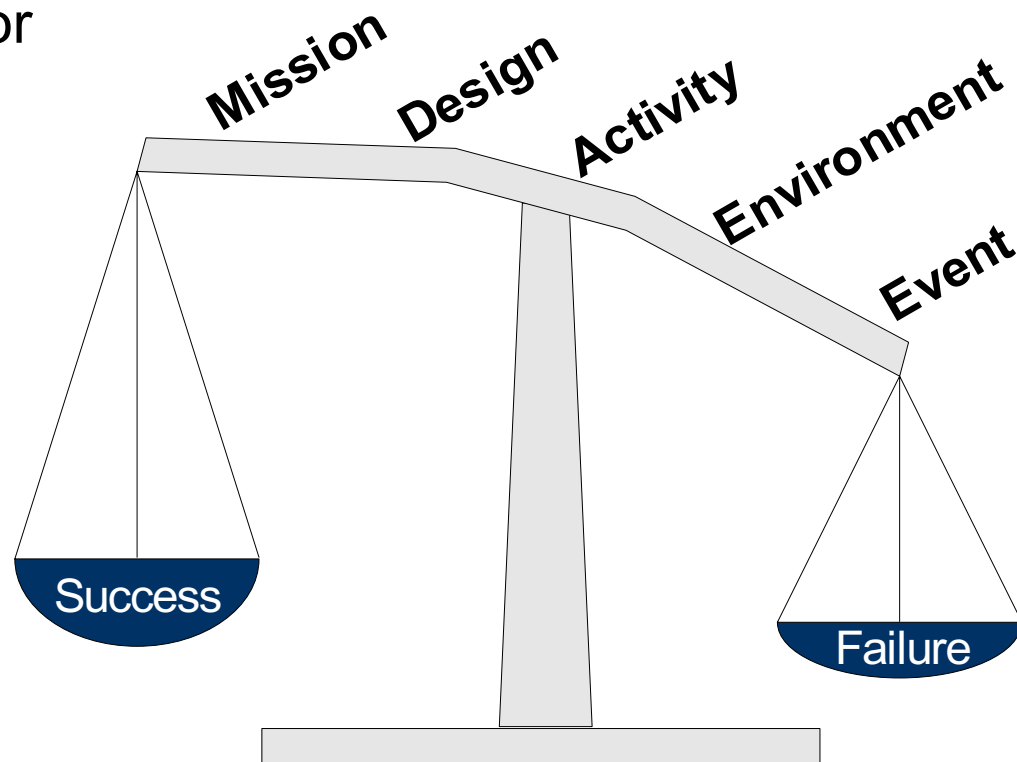 or
Mission
Design
Activity
Environment
Event
Success
Failure